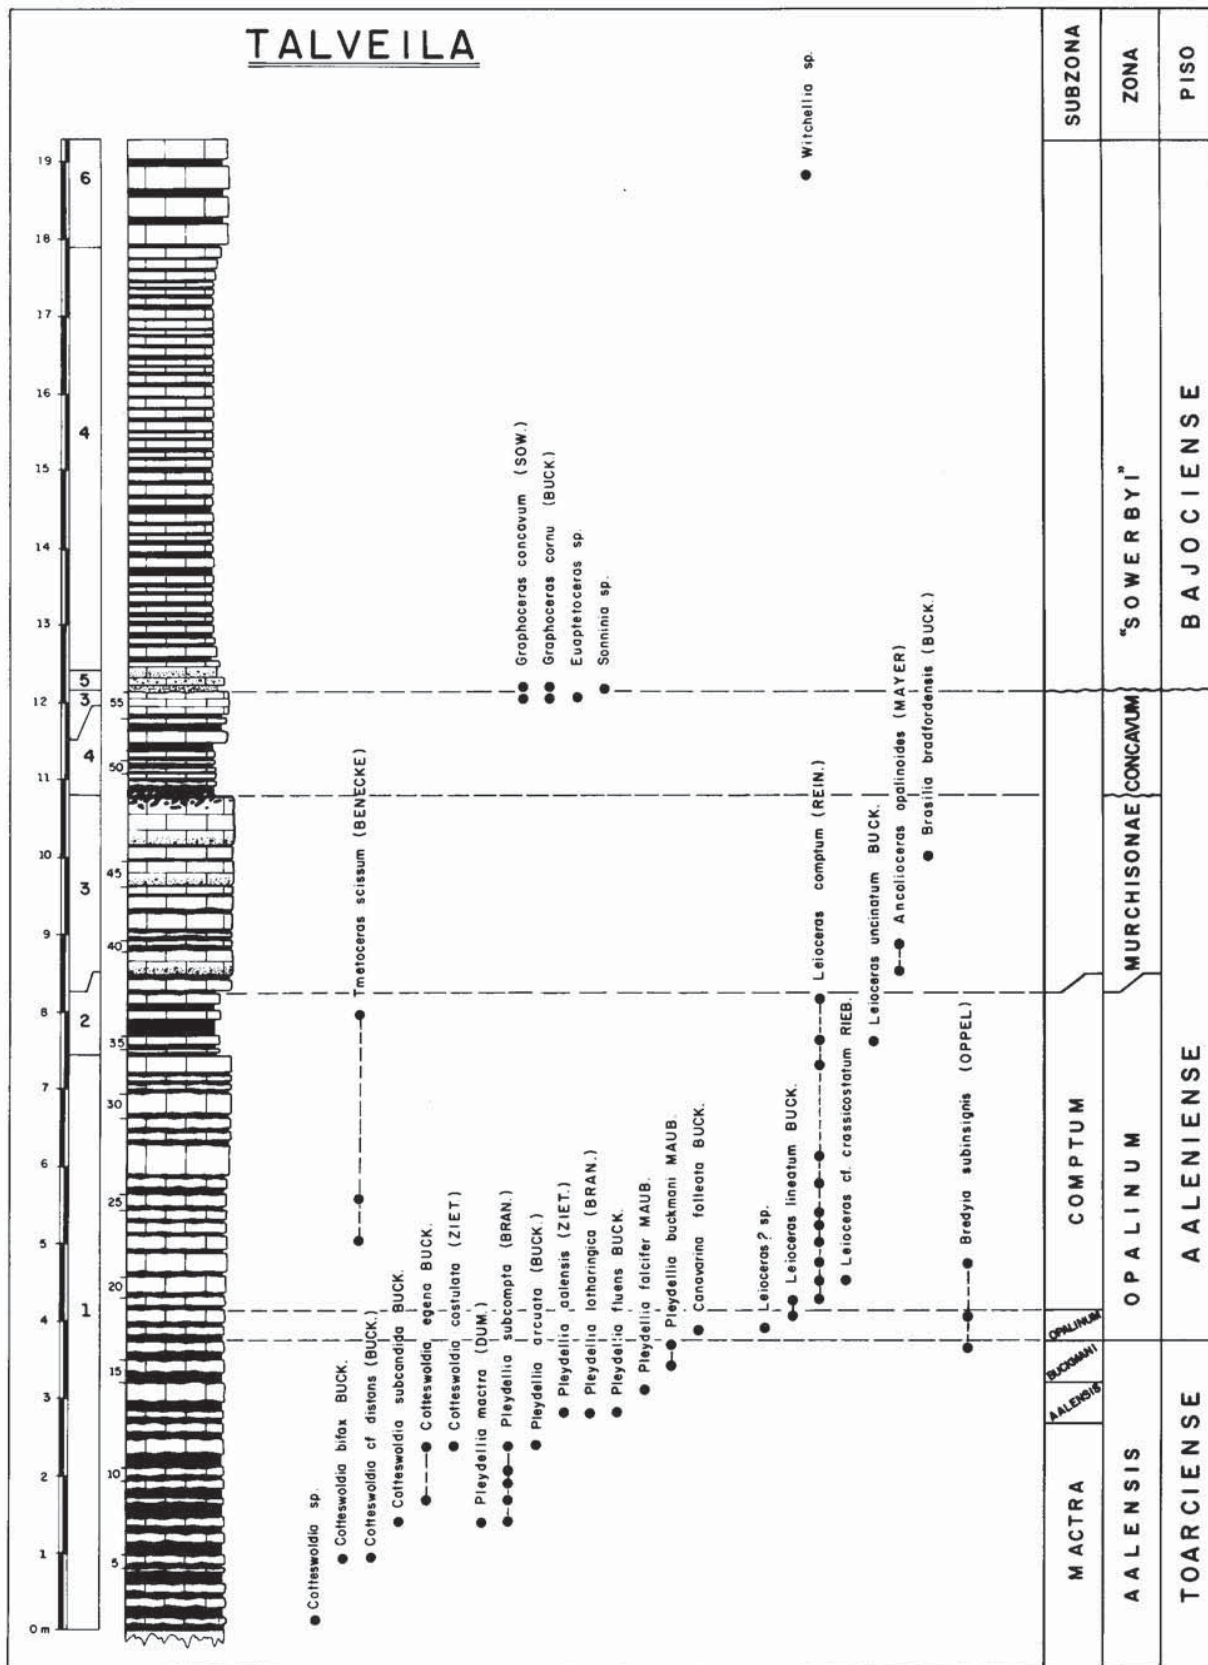 TALVEILA
SUBZONA
ZONA
PISO
19
18
17
16
15
14
13
12
11
10
9
8
7
6
5
4
3
2
1
0 m
6
4
5
3
4
3
2
1
55
50
45
40
35
30
25
20
15
10
5
Witchellia sp.
Graphoceras concavum (SOW.)
Graphoceras cornu (BUCK.)
Euaptetoceras sp.
Sonninia sp.
metoceras scissum (BENECKE)
Cotteswoldia sp.
Cotteswoldia bifax BUCK.
Cotteswoldia cf distans (BUCK.)
Cotteswoldia subcandida BUCK.
Cotteswoldia egena BUCK.
Cotteswoldia costulata (ZIET.)
Pleydellia mactra (DUM.)
Pleydellia subcompta (BRAN.)
Pleydellia arcuata (BUCK.)
Pleydellia aalensis (ZIET.)
Pleydellia lotharingica (BRAN.)
Pleydellia fluens BUCK.
Pleydellia falcifer MAUB.
Pleydellia buckmani MAUB.
Canavarina folleata BUCK.
Leioceras? sp.
Leioceras lineatum BUCK.
Leioceras comptum (REIN.)
Leioceras cf. crassicostatum RIEB.
Leioceras uncinatum BUCK.
Ancolioceras opalinoides (MAYER)
Brasilia bradfordensis (BUCK.)
Bredyia subinsignis (OPPEL)
COMPTUM
OPALINUM
BUCKMANI
AALENSIS
MACTRA
"SOWERBYI"
CONCAVUM
MURCHISONAE
OPALINUM
AALENSIS
BAJOCIENSE
AALENIENSE
TOARCIENSE